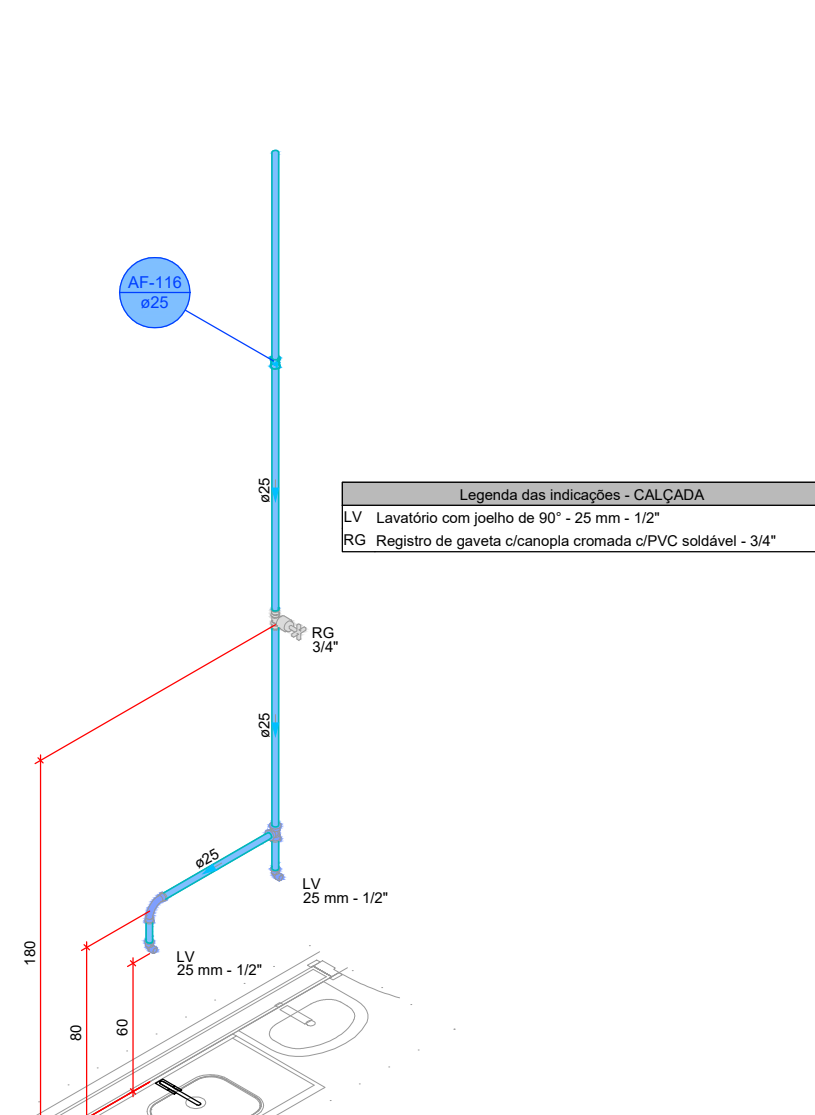 AF-116
ø25
ø25
Legenda das indicações - CALÇADA
LV Lavatório com joelho de 90° - 25 mm - 1/2"
RG Registro de gaveta c/canopla cromada c/PVC soldável - 3/4"
RG
3/4"
ø25
ø25
LV
25 mm - 1/2"
LV
25 mm - 1/2"
180
80
60